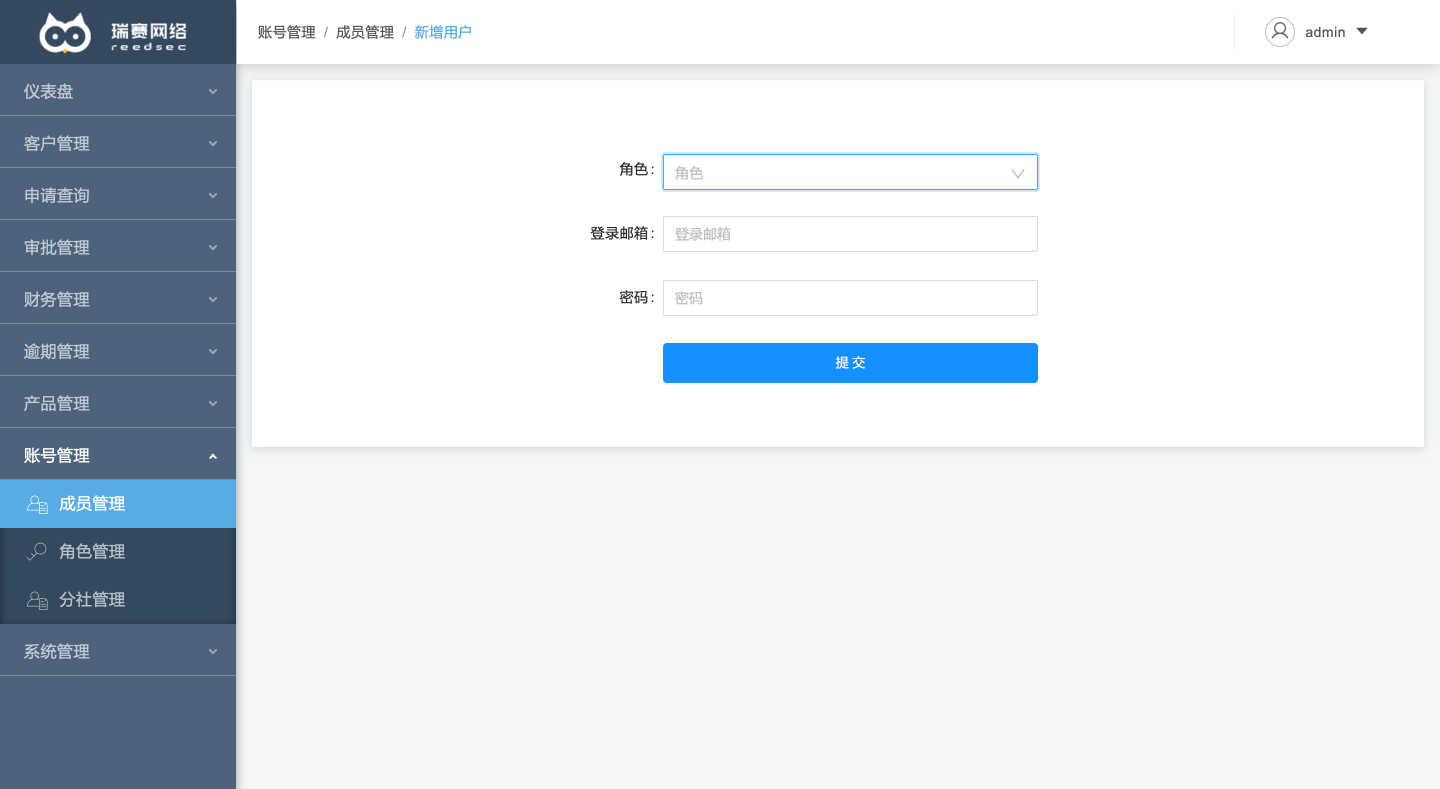 瑞赛网络
reedsec
账号管理 / 成员管理 / 新增用户
admin
仪表盘
客户管理
申请查询
审批管理
财务管理
逾期管理
产品管理
账号管理
成员管理
角色管理
分社管理
系统管理
角色: 角色
登录邮箱: 登录邮箱
密码: 密码
提 交